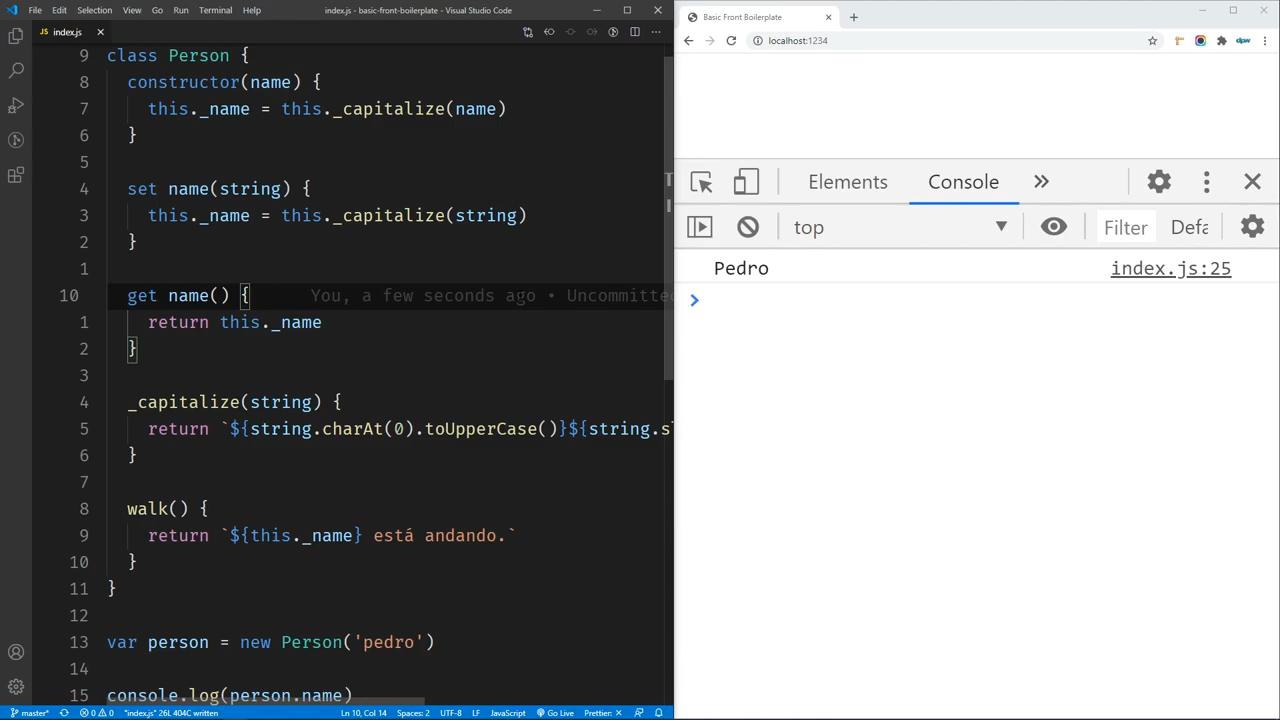 File Edit Selection View Go Run Terminal Help index.js - basic-front-boilerplate - Visual Studio Code
JS index.js
9 class Person {
8 constructor(name) {
7 this._name = this._capitalize(name)
6 }
5
4 set name(string) {
3 this._name = this._capitalize(string)
2 }
1
10 get name() { You, a few seconds ago • Uncommitted
1 return this._name
2 }
3
4 _capitalize(string) {
5 return `${string.charAt(0).toUpperCase()}${string.sl
6 }
7
8 walk() {
9 return `${this._name} está andando.`
10 }
11 }
12
13 var person = new Person('pedro')
14
15 console.log(person.name)
master* 0 0 "index.js" 26L 404C written Ln 10, Col 14 Spaces: 2 UTF-8 LF JavaScript Go Live Prettier: ×
Basic Front Boilerplate
localhost:1234 dpw
Elements Console
top Filter Defa
Pedro index.js:25